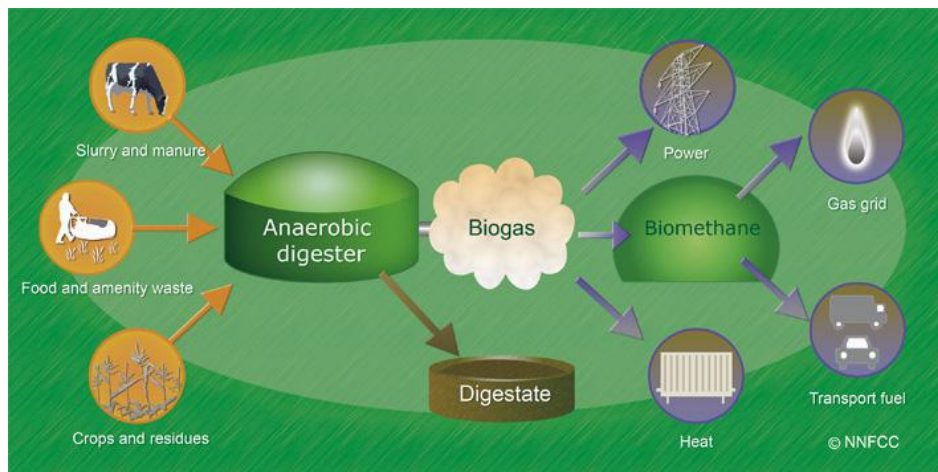 Slurry and manure
Food and amenity waste
Crops and residues
Anaerobic
digester
Biogas
Digestate
Power
Biomethane
Heat
Gas grid
Transport fuel
© NNFCC